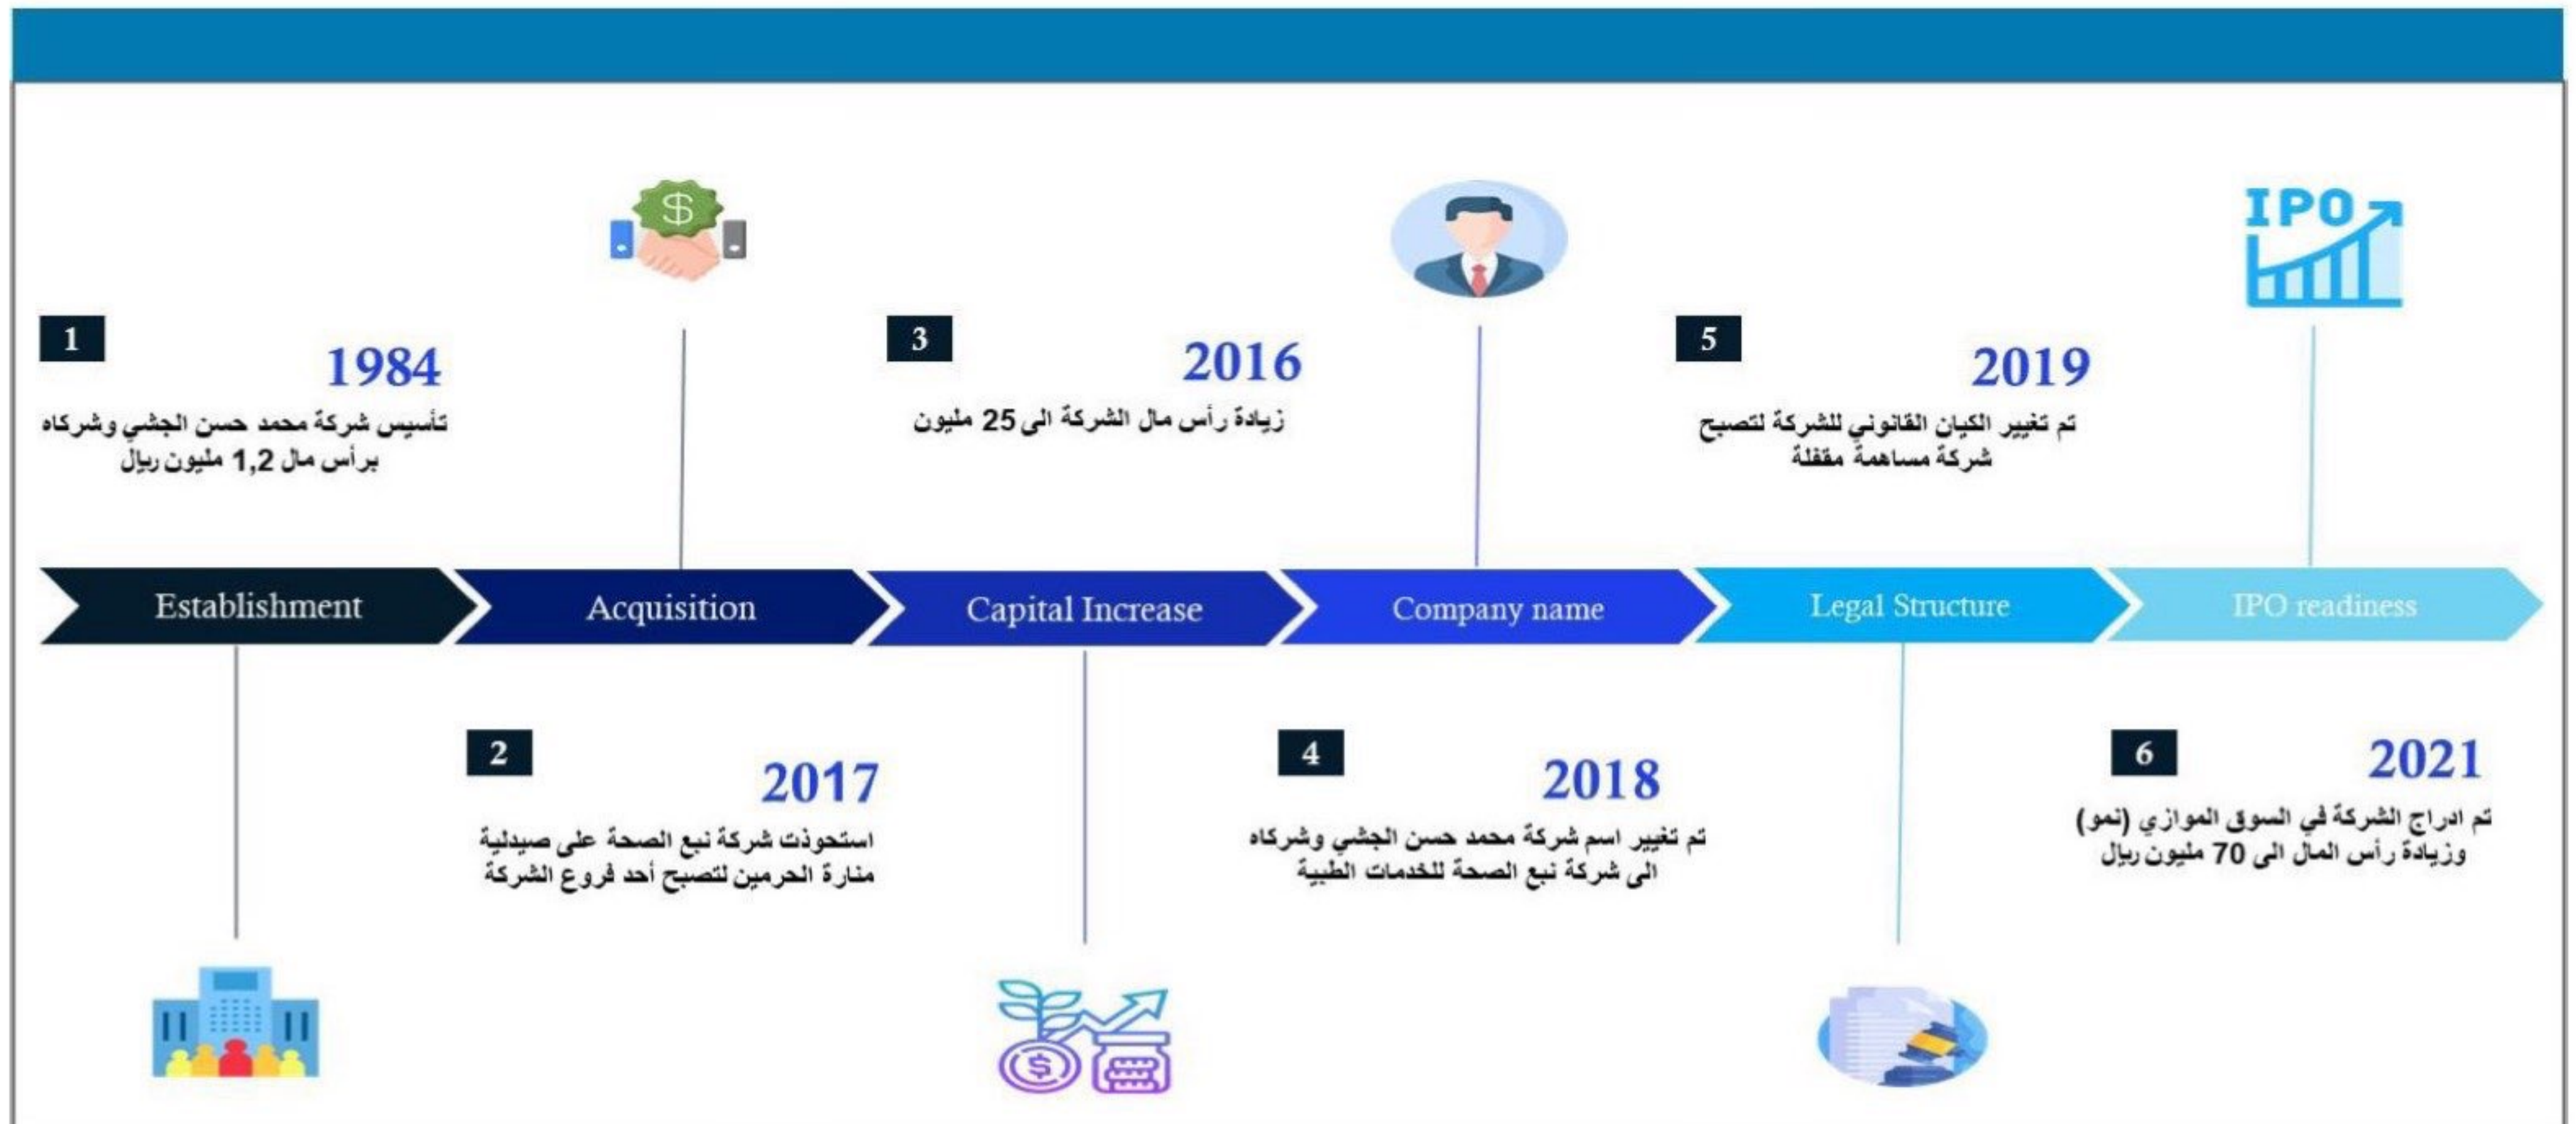 IPO
1
1984
تأسيس شركة محمد حسن الجشي وشركاه
برأس مال 1,2 مليون ريال
3
2016
زيادة رأس مال الشركة الى 25 مليون
5
2019
تم تغيير الكيان القانوني للشركة لتصبح
شركة مساهمة مقفلة
Establishment
Acquisition
Capital Increase
Company name
Legal Structure
IPO readiness
2
2017
استحوذت شركة نبع الصحة على صيدلية
منارة الحرمين لتصبح أحد فروع الشركة
4
2018
تم تغيير اسم شركة محمد حسن الجشي وشركاه
الى شركة نبع الصحة للخدمات الطبية
6
2021
تم ادراج الشركة في السوق الموازي (نمو)
وزيادة رأس المال الى 70 مليون ريال